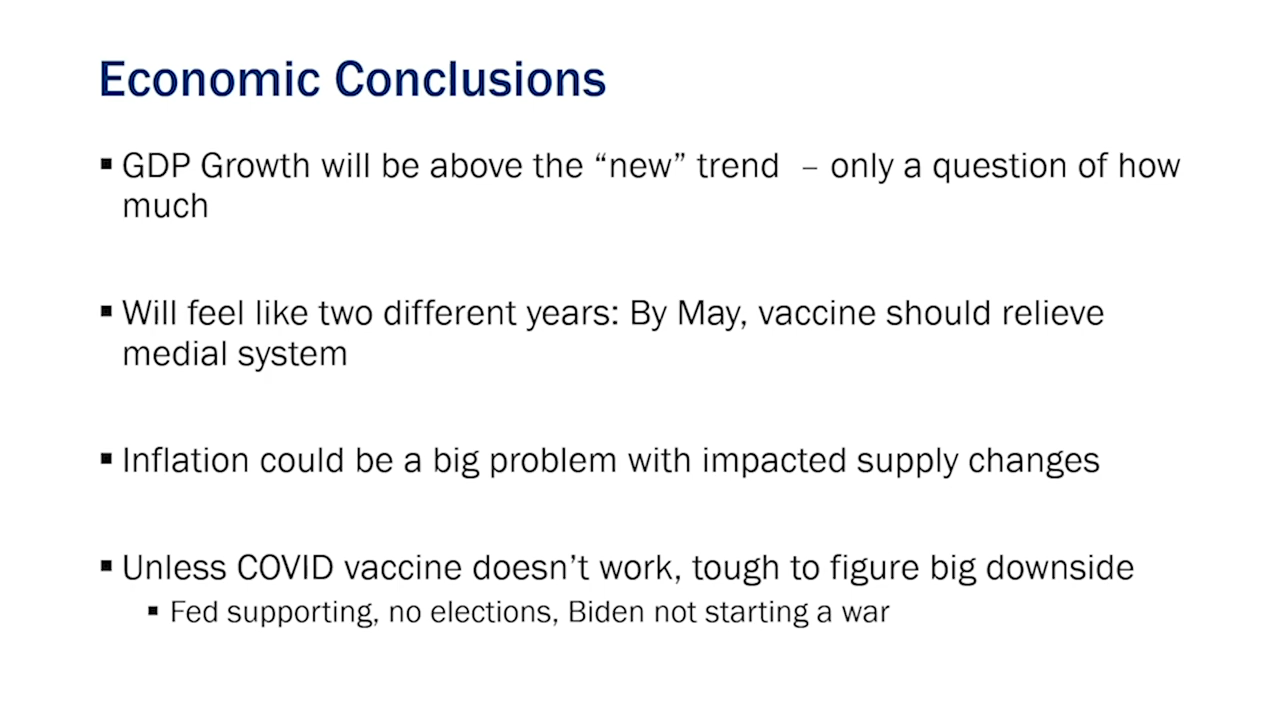 Economic Conclusions
▪ GDP Growth will be above the “new” trend – only a question of how
much
▪ Will feel like two different years: By May, vaccine should relieve
medial system
▪ Inflation could be a big problem with impacted supply changes
▪ Unless COVID vaccine doesn’t work, tough to figure big downside
▪ Fed supporting, no elections, Biden not starting a war